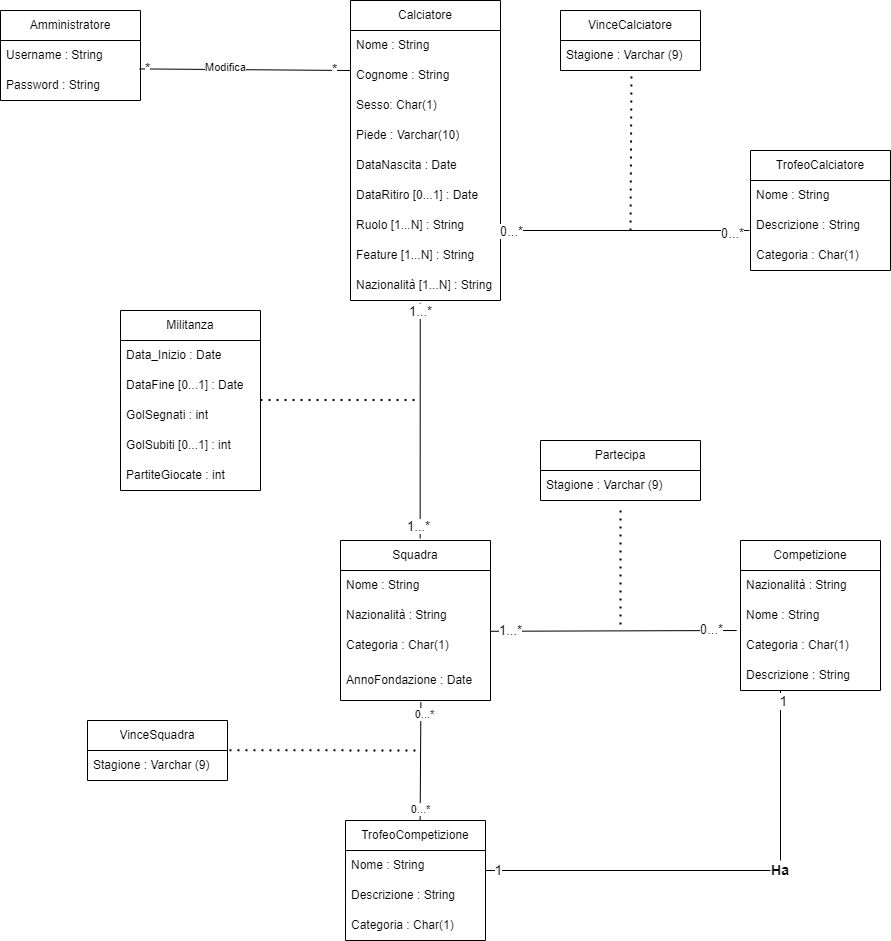 Amministratore
Username : String
Password : String
*
Modifica
*
Calciatore
Nome : String
Cognome : String
Sesso: Char(1)
Piede : Varchar(10)
DataNascita : Date
DataRitiro [0...1] : Date
Ruolo [1...N] : String
Feature [1...N] : String
Nazionalità [1...N] : String
VinceCalciatore
Stagione : Varchar (9)
TrofeoCalciatore
Nome : String
Descrizione : String
Categoria : Char(1)
0...*
0...*
1...*
Militanza
Data_Inizio : Date
DataFine [0...1] : Date
GolSegnati : int
GolSubiti [0...1] : int
PartiteGiocate : int
1...*
Partecipa
Stagione : Varchar (9)
Squadra
Nome : String
Nazionalità : String
Categoria : Char(1)
AnnoFondazione : Date
1...*
0...*
Competizione
Nazionalità : String
Nome : String
Categoria : Char(1)
Descrizione : String
1
0...*
VinceSquadra
Stagione : Varchar (9)
0...*
TrofeoCompetizione
Nome : String
Descrizione : String
Categoria : Char(1)
1
Ha